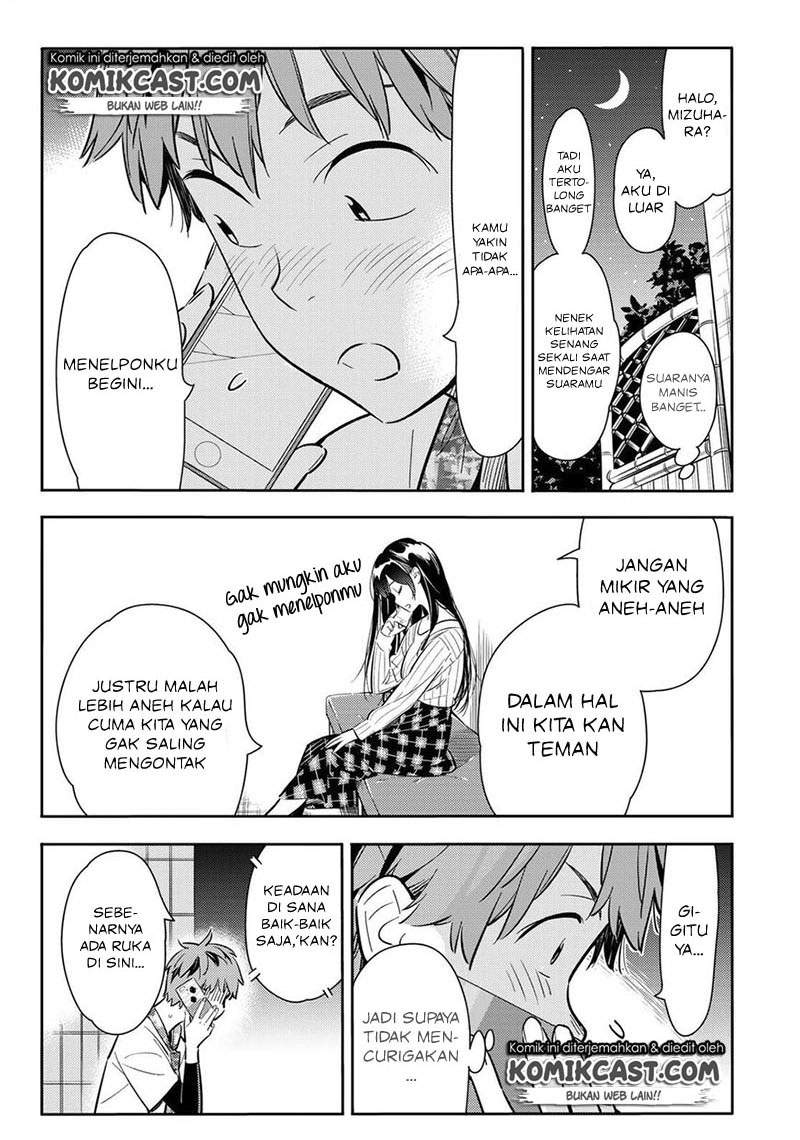 Komik ini diterjemahkan & diedit oleh
KOMIKCAST.COM
BUKAN WEB LAIN!!
HALO,
MIZUHA-
RA?
YA,
AKU DI
LUAR
TADI
AKU
TERTO-
LONG
BANGET
NENEK
KELIHATAN
SENANG
SEKALI SAAT
MENDENGAR
SUARAMU
SUARANYA
MANIS
BANGET...
KAMU
YAKIN
TIDAK
APA-APA...
MENELPONKU
BEGINI...
JANGAN
MIKIR YANG
ANEH-ANEH
DALAM HAL
INI KITA KAN
TEMAN
Gak mungkin aku
gak menelponmu
JUSTRU MALAH
LEBIH ANEH KALAU
CUMA KITA YANG
GAK SALING
MENGONTAK
GI-
GITU
YA...
JADI SUPAYA
TIDAK MEN-
CURIGAKAN
...
KEADAAN
DI SANA
BAIK-BAIK
SAJA,'KAN?
SEBE-
NARNYA
ADA RUKA
DI SINI...
Komik ini diterjemahkan & diedit oleh
KOMIKCAST.COM
BUKAN WEB LAIN!!